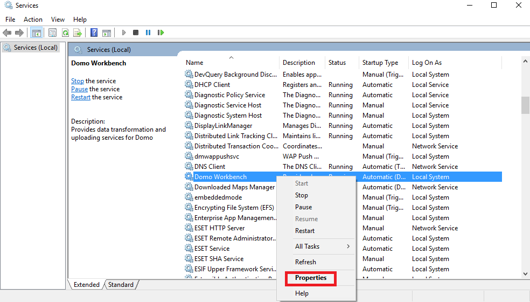 Services
File Action View Help
Services (Local)
Services (Local)
Domo Workbench
Stop the service
Pause the service
Restart the service
Description:
Provides data transformation and
uploading services for Domo
Name Description Status Startup Type Log On As
DevQuery Background Disc... Enables app... Manual (Trig... Local System
DHCP Client Registers an... Running Automatic Local Service
Diagnostic Policy Service The Diagno... Running Automatic Local Service
Diagnostic Service Host The Diagno... Running Manual Local Service
Diagnostic System Host The Diagno... Running Manual Local System
DisplayLinkManager Manages Di... Running Automatic Local System
Distributed Link Tracking Cl... Maintains li... Running Automatic Local System
Distributed Transaction Coo... Coordinates... Manual Network Service
dmwappushsvc WAP Push ... Manual (Trig... Local System
DNS Client The DNS Cli... Running Automatic (T... Network Service
Domo Workbench Automatic (D... Local System
Downloaded Maps Manager Automatic (D... Network Service
embeddedmode Manual (Trig... Local System
Encrypting File System (EFS) Manual (Trig... Local System
Enterprise App Managemen... Manual Local System
ESET HTTP Server Manual Network Service
ESET Remote Administrator... Automatic Network Service
ESET Service Automatic Local System
ESET SHA Service Manual Local System
ESIF Upper Framework Servi... Automatic Local System
Start
Stop
Pause
Resume
Restart
All Tasks
Refresh
Properties
Help
Extended Standard